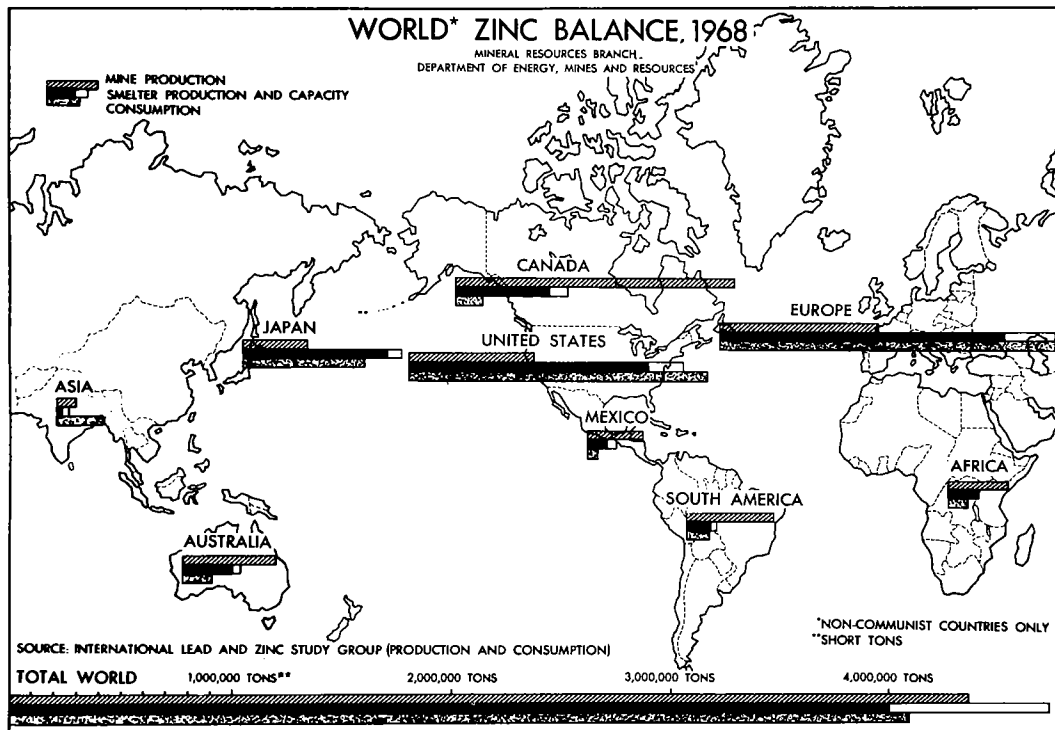 WORLD* ZINC BALANCE, 1968
MINERAL RESOURCES BRANCH
DEPARTMENT OF ENERGY, MINES AND RESOURCES
MINE PRODUCTION
SMELTER PRODUCTION AND CAPACITY
CONSUMPTION
CANADA
EUROPE
JAPAN
UNITED STATES
ASIA
MEXICO
AFRICA
SOUTH AMERICA
AUSTRALIA
*NON-COMMUNIST COUNTRIES ONLY
**SHORT TONS
SOURCE: INTERNATIONAL LEAD AND ZINC STUDY GROUP (PRODUCTION AND CONSUMPTION)
TOTAL WORLD 1,000,000 TONS** 2,000,000 TONS 3,000,000 TONS 4,000,000 TONS